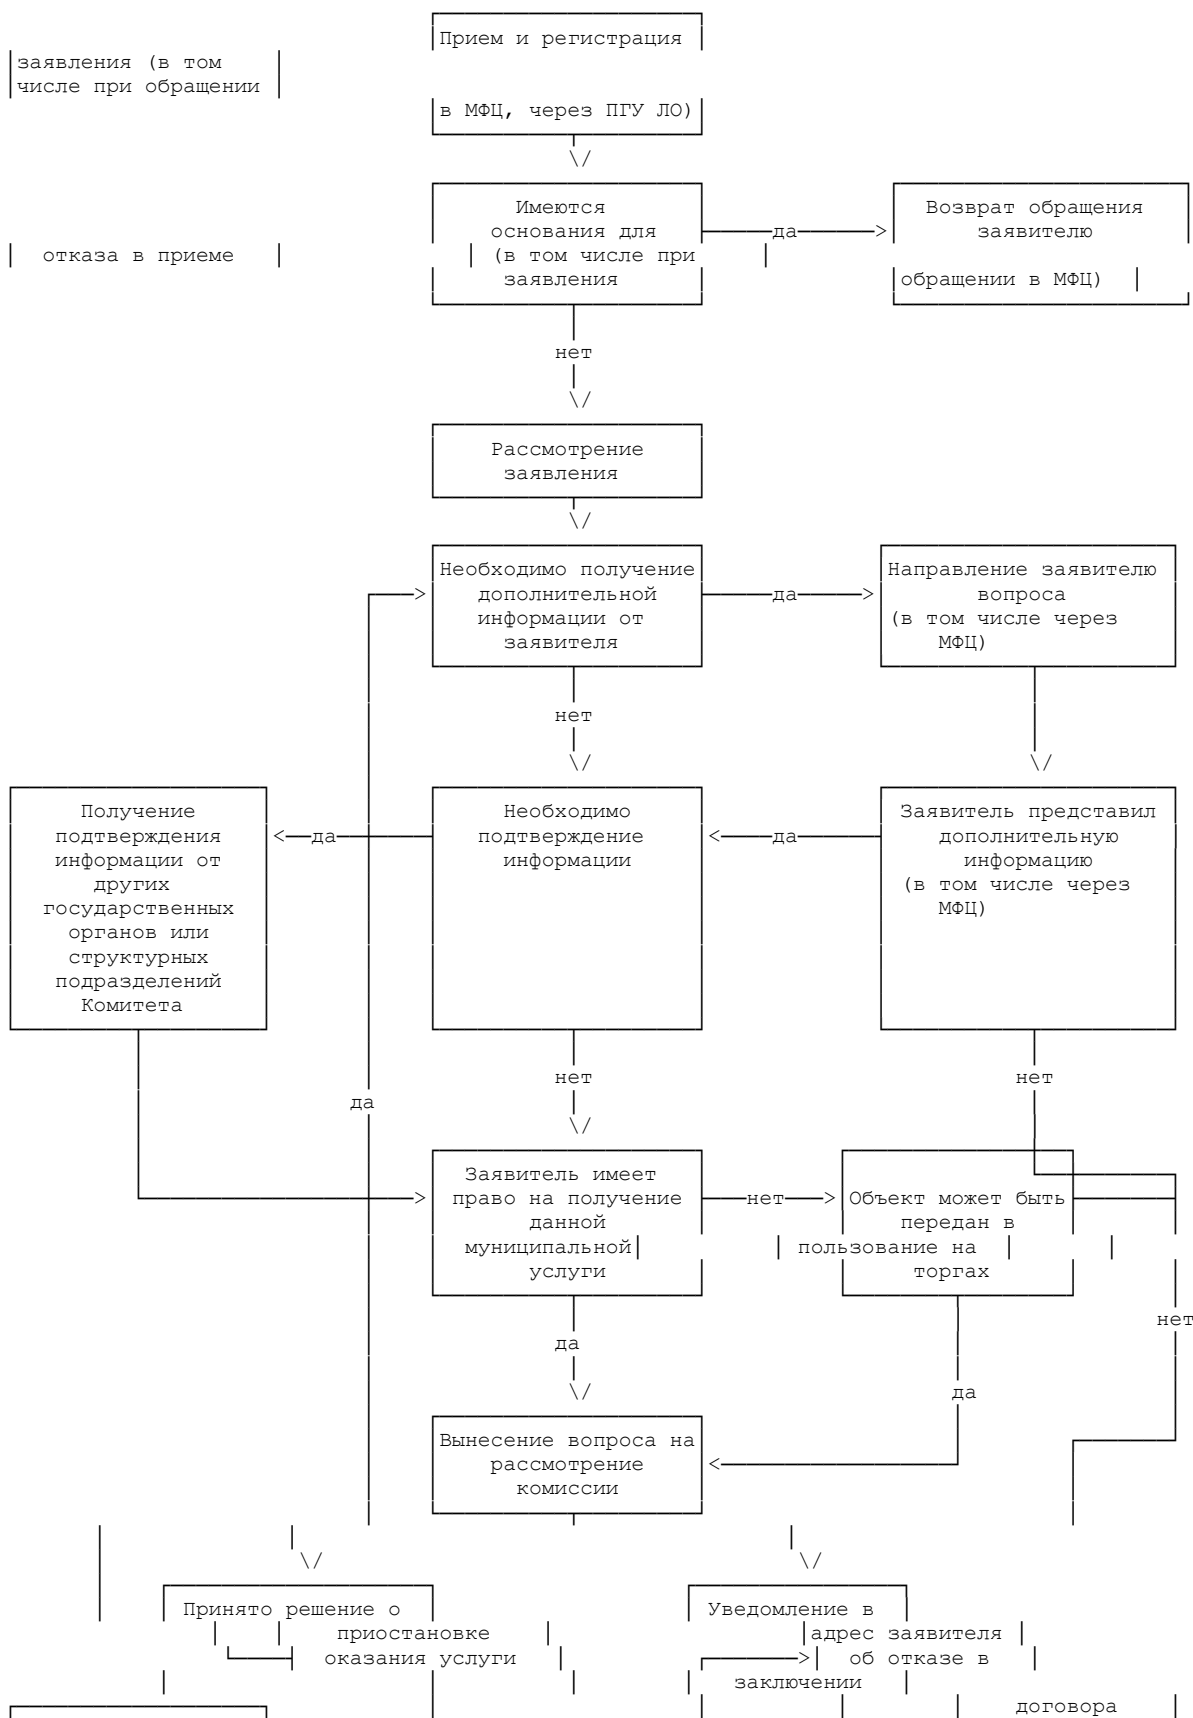 Прием и регистрация
заявления (в том
числе при обращении
в МФЦ, через ПГУ ЛО)
Имеются
основания для
да
Возврат обращения
заявителю
отказа в приеме
(в том числе при
заявления
обращении в МФЦ)
нет
Рассмотрение
заявления
Необходимо получение
дополнительной
информации от
заявителя
да
Направление заявителю
вопроса
(в том числе через
МФЦ)
нет
Получение
подтверждения
информации от
других
государственных
органов или
структурных
подразделений
Комитета
да
Необходимо
подтверждение
информации
да
Заявитель представил
дополнительную
информацию
(в том числе через
МФЦ)
нет
нет
да
Заявитель имеет
право на получение
данной
муниципальной
услуги
нет
Объект может быть
передан в
пользование на
торгах
нет
да
да
Вынесение вопроса на
рассмотрение
комиссии
Принято решение о
приостановке
оказания услуги
Уведомление в
адрес заявителя
об отказе в
заключении
договора